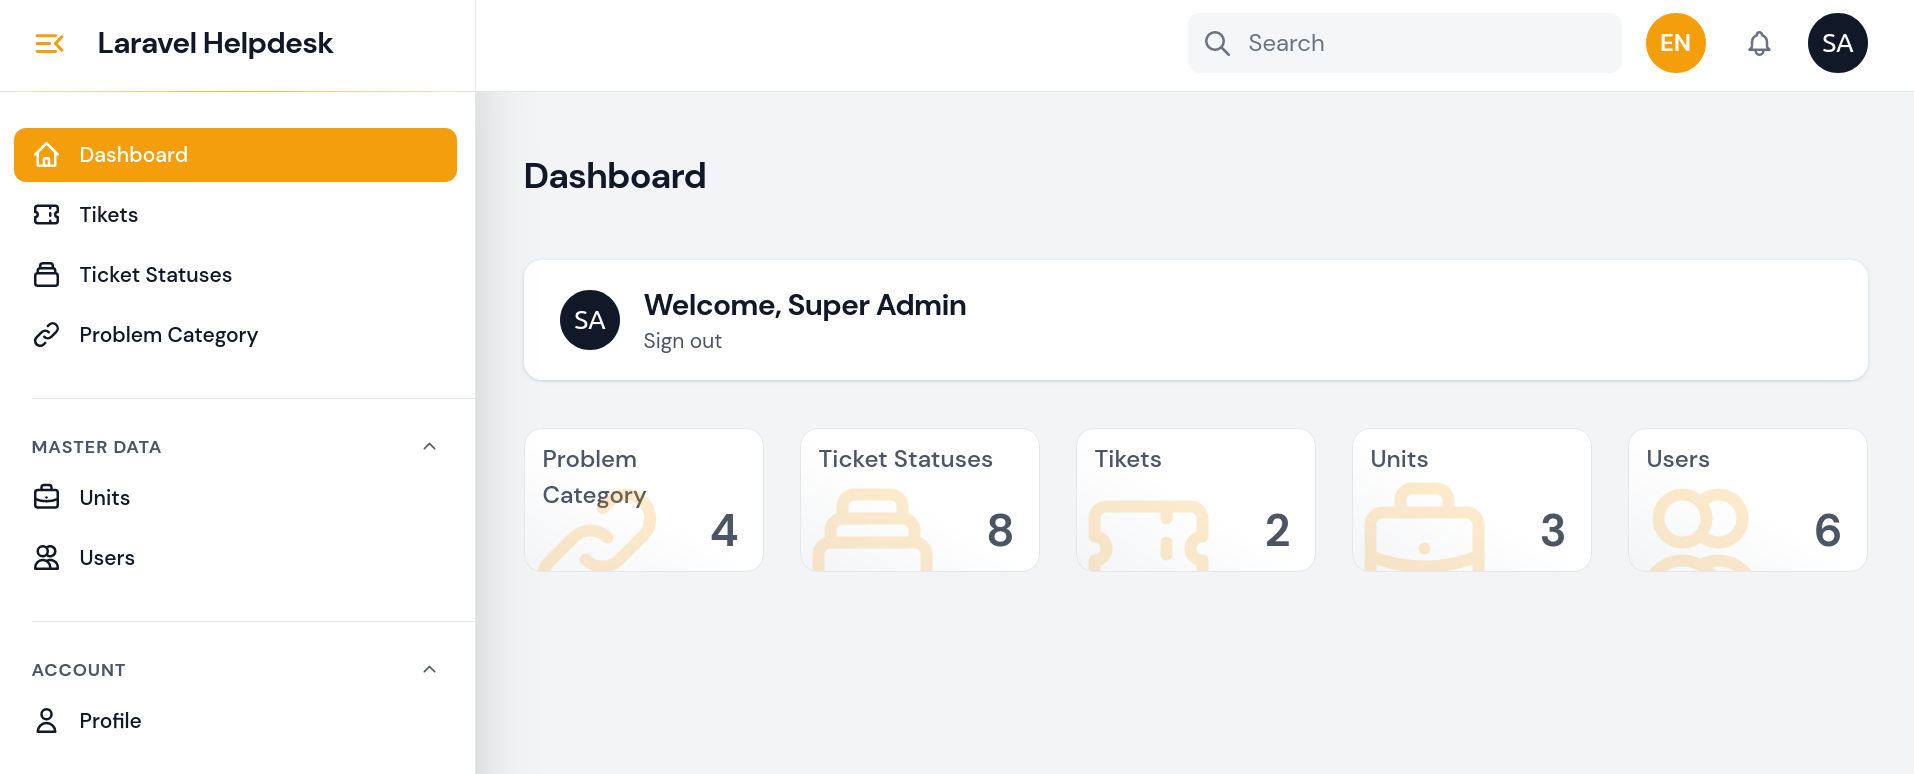 Laravel Helpdesk
Search
EN
SA
Dashboard
Tikets
Ticket Statuses
Problem Category
MASTER DATA
Units
Users
ACCOUNT
Profile
Dashboard
SA
Welcome, Super Admin
Sign out
Problem
Category
4
Ticket Statuses
8
Tikets
2
Units
3
Users
6